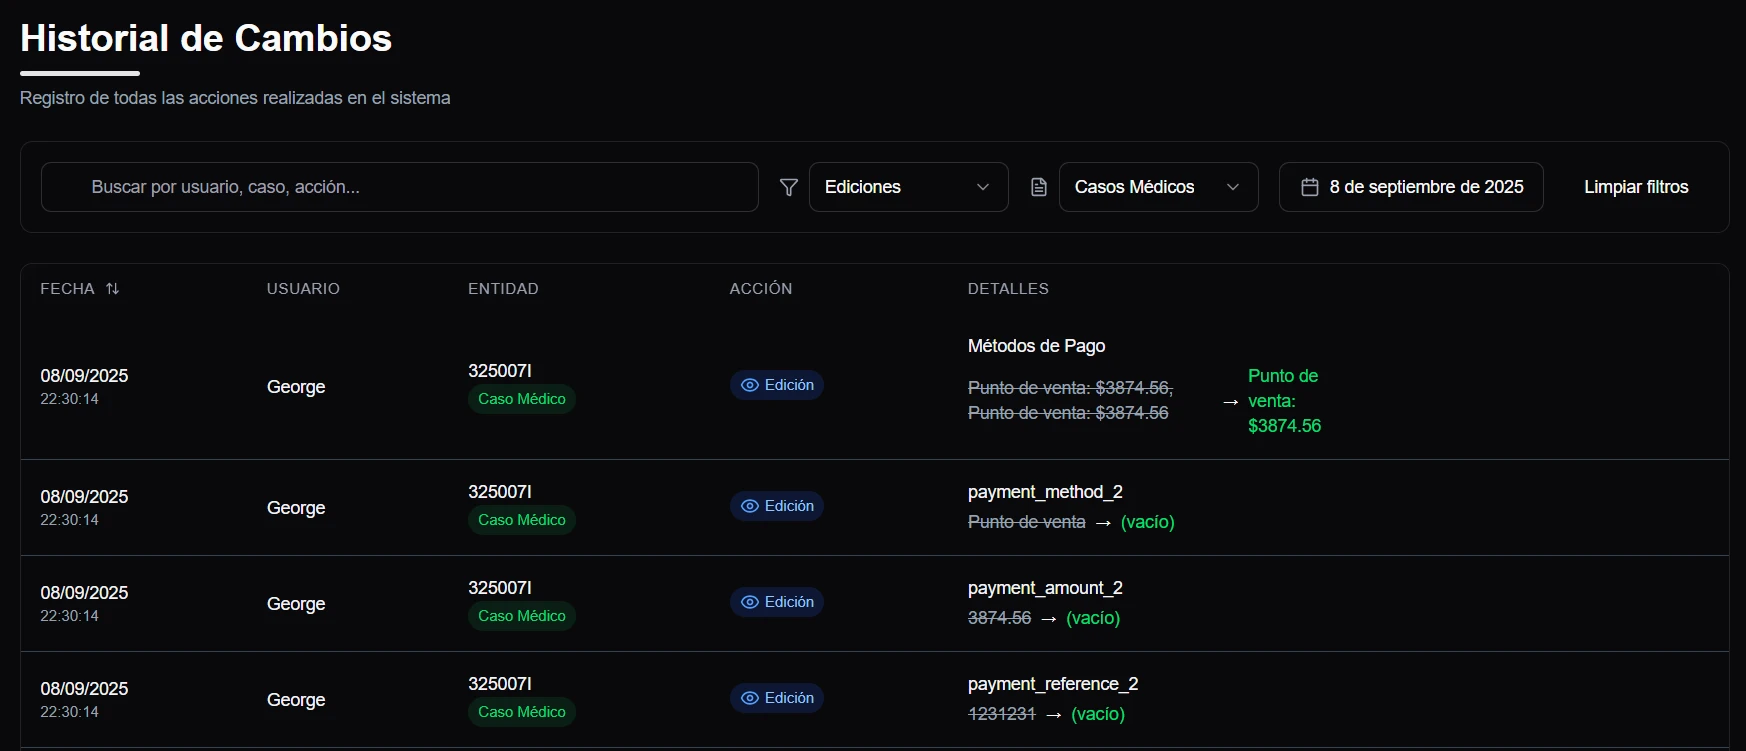 Historial de Cambios
Registro de todas las acciones realizadas en el sistema
Buscar por usuario, caso, acción...
Ediciones
Casos Médicos
8 de septiembre de 2025
Limpiar filtros
FECHA
USUARIO
ENTIDAD
ACCIÓN
DETALLES
08/09/2025
22:30:14
George
325007I
Caso Médico
Edición
Métodos de Pago
Punto de venta: $3874.56,
Punto de venta: $3874.56
→
Punto de
venta:
$3874.56
08/09/2025
22:30:14
George
325007I
Caso Médico
Edición
payment_method_2
Punto de venta → (vacío)
08/09/2025
22:30:14
George
325007I
Caso Médico
Edición
payment_amount_2
3874.56 → (vacío)
08/09/2025
22:30:14
George
325007I
Caso Médico
Edición
payment_reference_2
1231231 → (vacío)